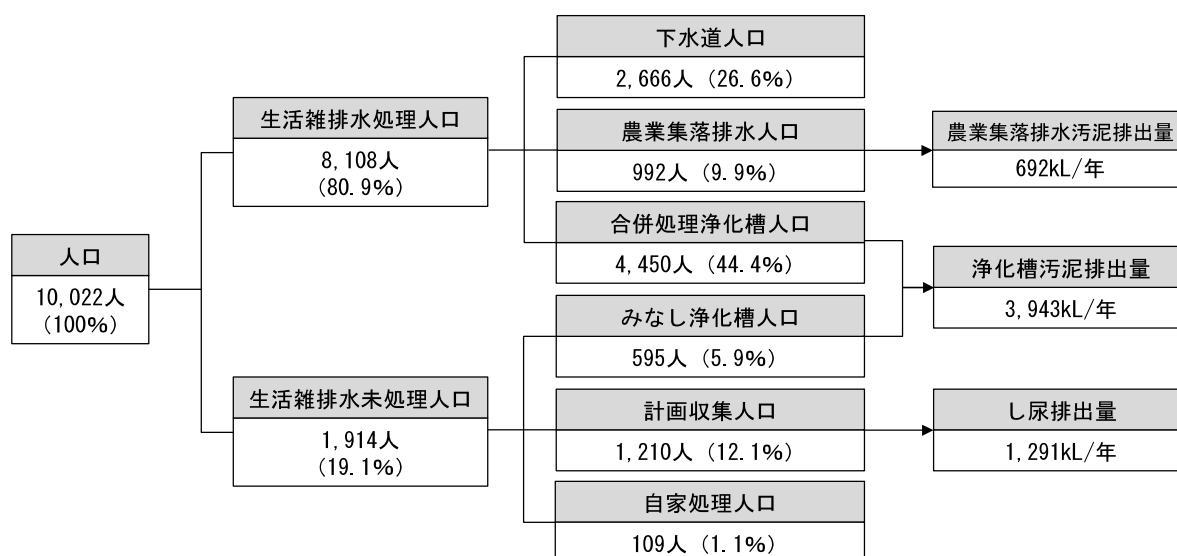 人口
10,022人
(100%)
生活雑排水処理人口
8,108人
(80.9%)
生活雑排水未処理人口
1,914人
(19.1%)
下水道人口
2,666人 (26.6%)
農業集落排水人口
992人 (9.9%)
合併処理浄化槽人口
4,450人 (44.4%)
みなし浄化槽人口
595人 (5.9%)
計画収集人口
1,210人 (12.1%)
自家処理人口
109人 (1.1%)
農業集落排水汚泥排出量
692kL/年
浄化槽汚泥排出量
3,943kL/年
し尿排出量
1,291kL/年